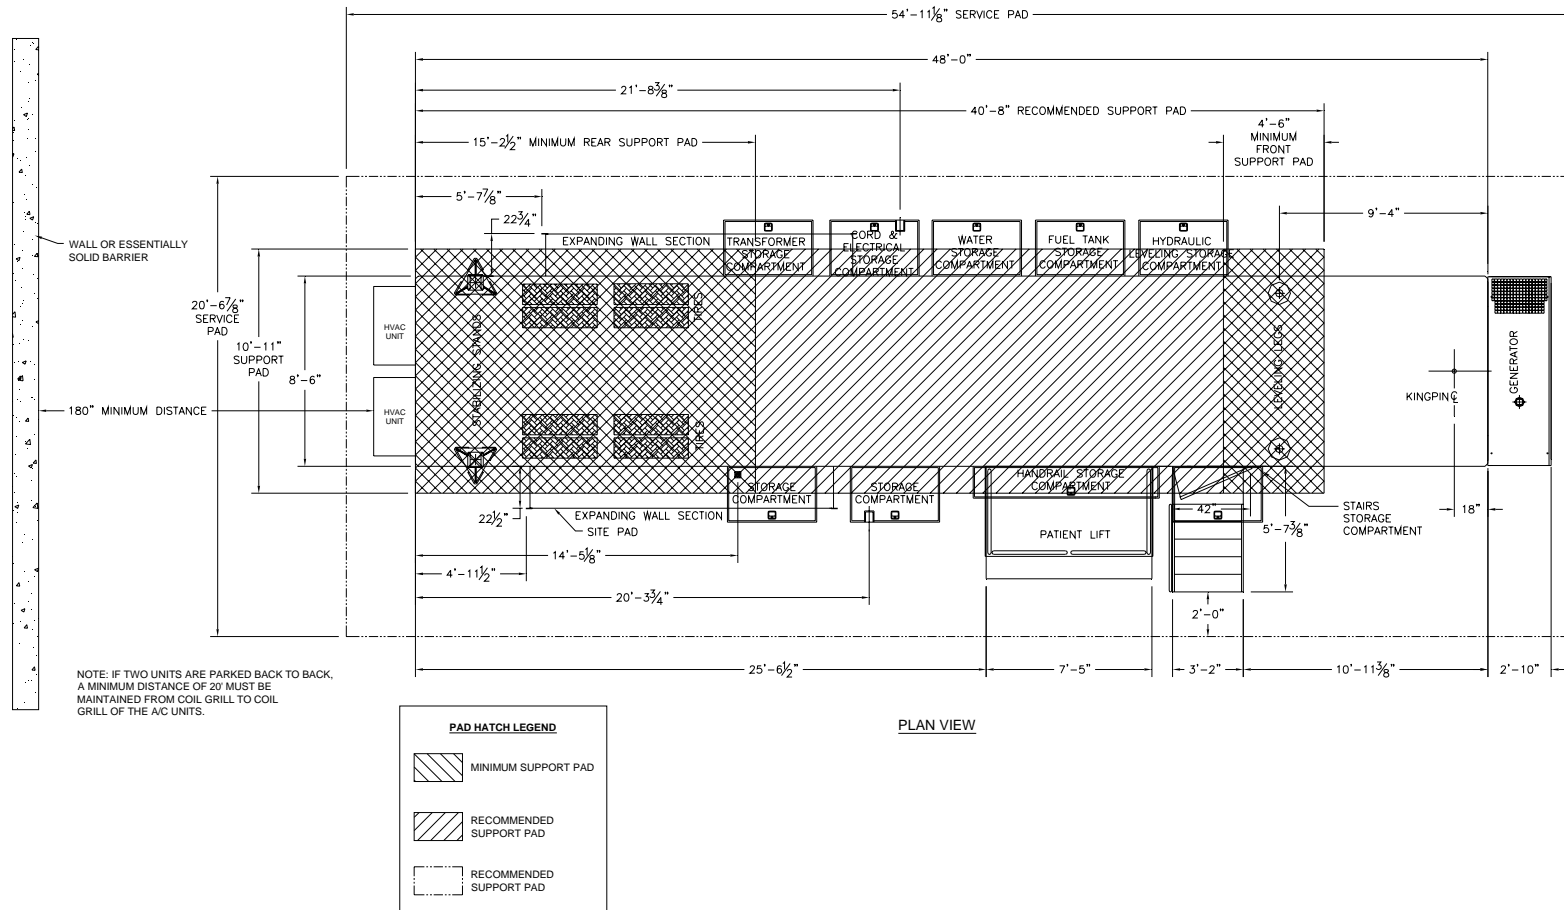 54'-11⅛" SERVICE PAD
48'-0"
21'-8⅜"
40'-8" RECOMMENDED SUPPORT PAD
15'-2½" MINIMUM REAR SUPPORT PAD
4'-6"
MINIMUM
FRONT
SUPPORT PAD
5'-7⅞"
22¾"
9'-4"
WALL OR ESSENTIALLY
SOLID BARRIER
EXPANDING WALL SECTION
TRANSFORMER
STORAGE
COMPARTMENT
CORD &
ELECTRICAL
STORAGE
COMPARTMENT
WATER
STORAGE
COMPARTMENT
FUEL TANK
STORAGE
COMPARTMENT
HYDRAULIC
LEVELING STORAGE
COMPARTMENT
20'-6⅞"
SERVICE
PAD
10'-11"
SUPPORT
PAD
8'-6"
HVAC
UNIT
HVAC
UNIT
STABILIZING STANDS
TIRES
TIRES
LEVELING LEGS
KINGPIN ℄
GENERATOR
180" MINIMUM DISTANCE
STORAGE
COMPARTMENT
STORAGE
COMPARTMENT
HANDRAIL STORAGE
COMPARTMENT
22½"
EXPANDING WALL SECTION
SITE PAD
PATIENT LIFT
42"
5'-7⅜"
STAIRS
STORAGE
COMPARTMENT
18"
14'-5⅛"
4'-11½"
20'-3¾"
2'-0"
25'-6½"
7'-5"
3'-2"
10'-11⅜"
2'-10"
NOTE: IF TWO UNITS ARE PARKED BACK TO BACK,
A MINIMUM DISTANCE OF 20' MUST BE
MAINTAINED FROM COIL GRILL TO COIL
GRILL OF THE A/C UNITS.
PLAN VIEW
PAD HATCH LEGEND
MINIMUM SUPPORT PAD
RECOMMENDED
SUPPORT PAD
RECOMMENDED
SUPPORT PAD